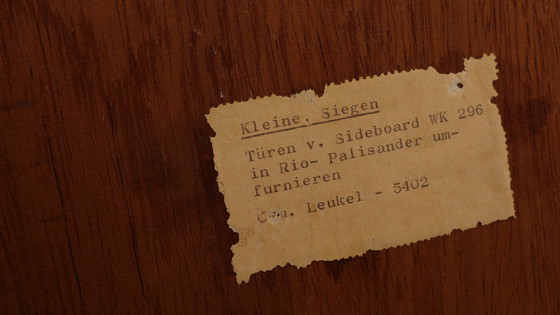 Kleine, Siegen
Türen v. Sideboard WK 296
in Rio- Palisander um-
furnieren
Leukel - 5402